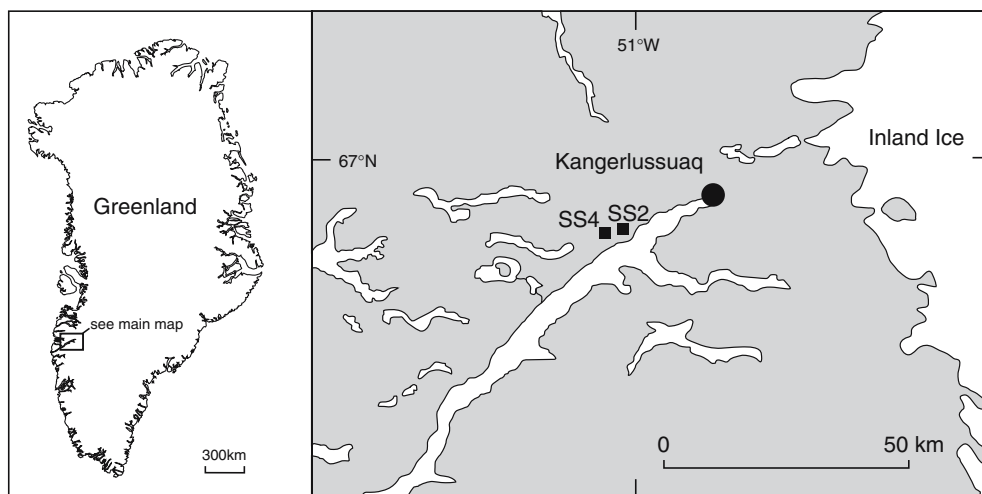 Greenland
see main map
300km
51°W
67°N
Inland Ice
Kangerlussuaq
SS4 SS2
0 50 km